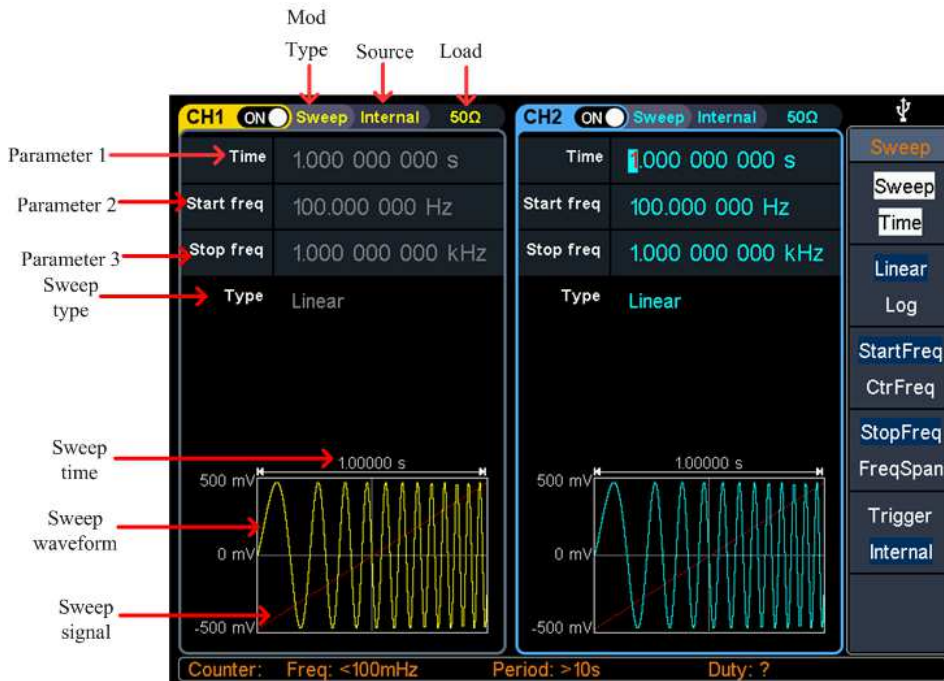 Mod
Type
Source
Load
CH1 ON Sweep Internal 50Ω
CH2 ON Sweep Internal 50Ω
Sweep
Parameter 1
Time 1.000 000 000 s
Time 1.000 000 000 s
Sweep
Time
Parameter 2
Start freq 100.000 000 Hz
Start freq 100.000 000 Hz
Parameter 3
Stop freq 1.000 000 000 kHz
Stop freq 1.000 000 000 kHz
Linear
Log
Sweep
type
Type Linear
Type Linear
StartFreq
CtrFreq
StopFreq
FreqSpan
Sweep
time
1.00000 s
1.00000 s
500 mV
500 mV
Trigger
Internal
Sweep
waveform
0 mV
0 mV
Sweep
signal
-500 mV
-500 mV
Counter: Freq: <100mHz Period: >10s Duty: ?